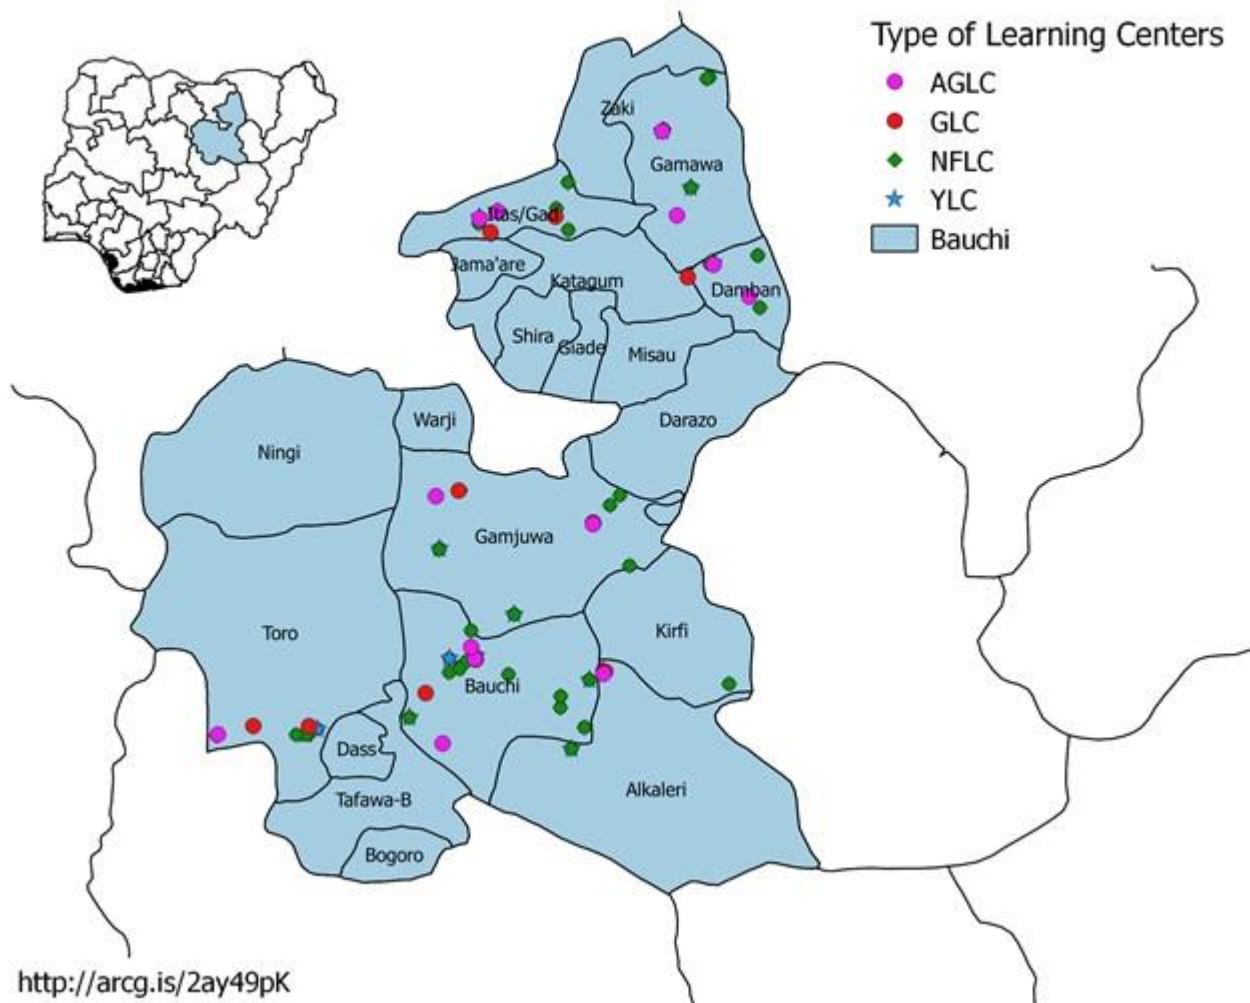 Type of Learning Centers
AGLC
GLC
NFLC
YLC
Bauchi
Zaki
Gamawa
Itas/Gad
Jama'are
Katagum
Damban
Shira
Giade
Misau
Warji
Darazo
Ningi
Gamjuwa
Toro
Kirfi
Bauchi
Dass
Tafawa-B
Alkaleri
Bogoro
http://arcg.is/2ay49pK